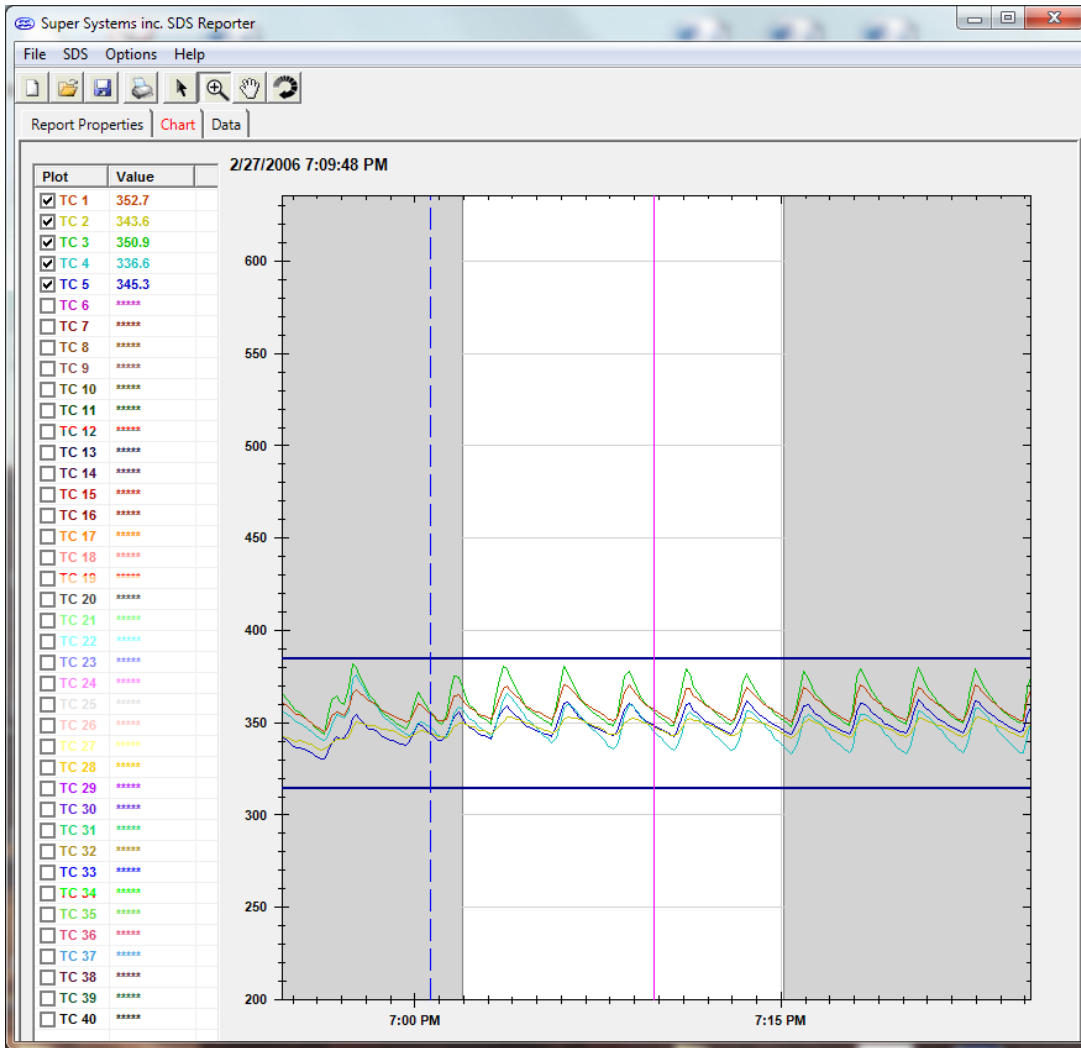 Super Systems inc. SDS Reporter
File SDS Options Help
Report Properties Chart Data
2/27/2006 7:09:48 PM
Plot Value
TC 1 352.7
TC 2 343.6
TC 3 350.9
TC 4 336.6
TC 5 345.3
TC 6 *****
TC 7 *****
TC 8 *****
TC 9 *****
TC 10 *****
TC 11 *****
TC 12 *****
TC 13 *****
TC 14 *****
TC 15 *****
TC 16 *****
TC 17 *****
TC 18 *****
TC 19 *****
TC 20 *****
TC 21 *****
TC 22 *****
TC 23 *****
TC 24 *****
TC 25 *****
TC 26 *****
TC 27 *****
TC 28 *****
TC 29 *****
TC 30 *****
TC 31 *****
TC 32 *****
TC 33 *****
TC 34 *****
TC 35 *****
TC 36 *****
TC 37 *****
TC 38 *****
TC 39 *****
TC 40 *****
600
550
500
450
400
350
300
250
200
7:00 PM 7:15 PM